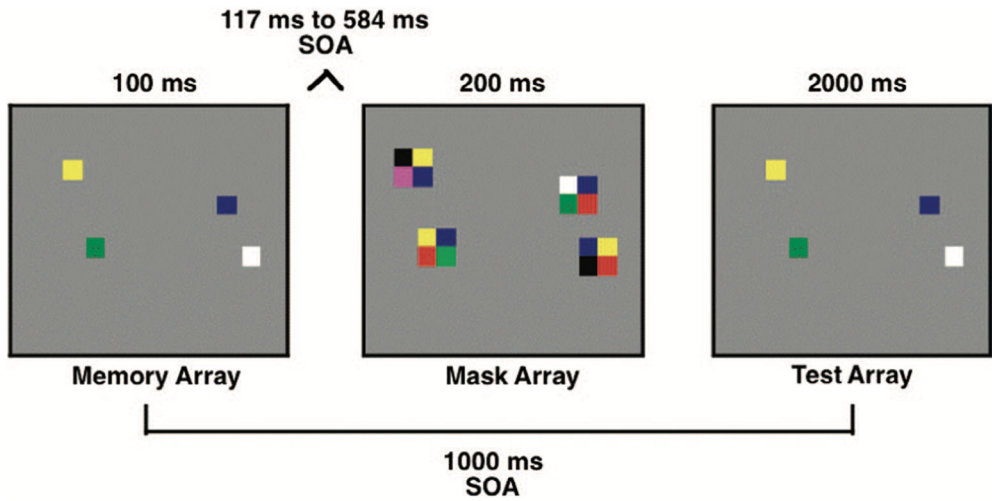 117 ms to 584 ms
SOA
100 ms
200 ms
2000 ms
Memory Array
Mask Array
Test Array
1000 ms
SOA